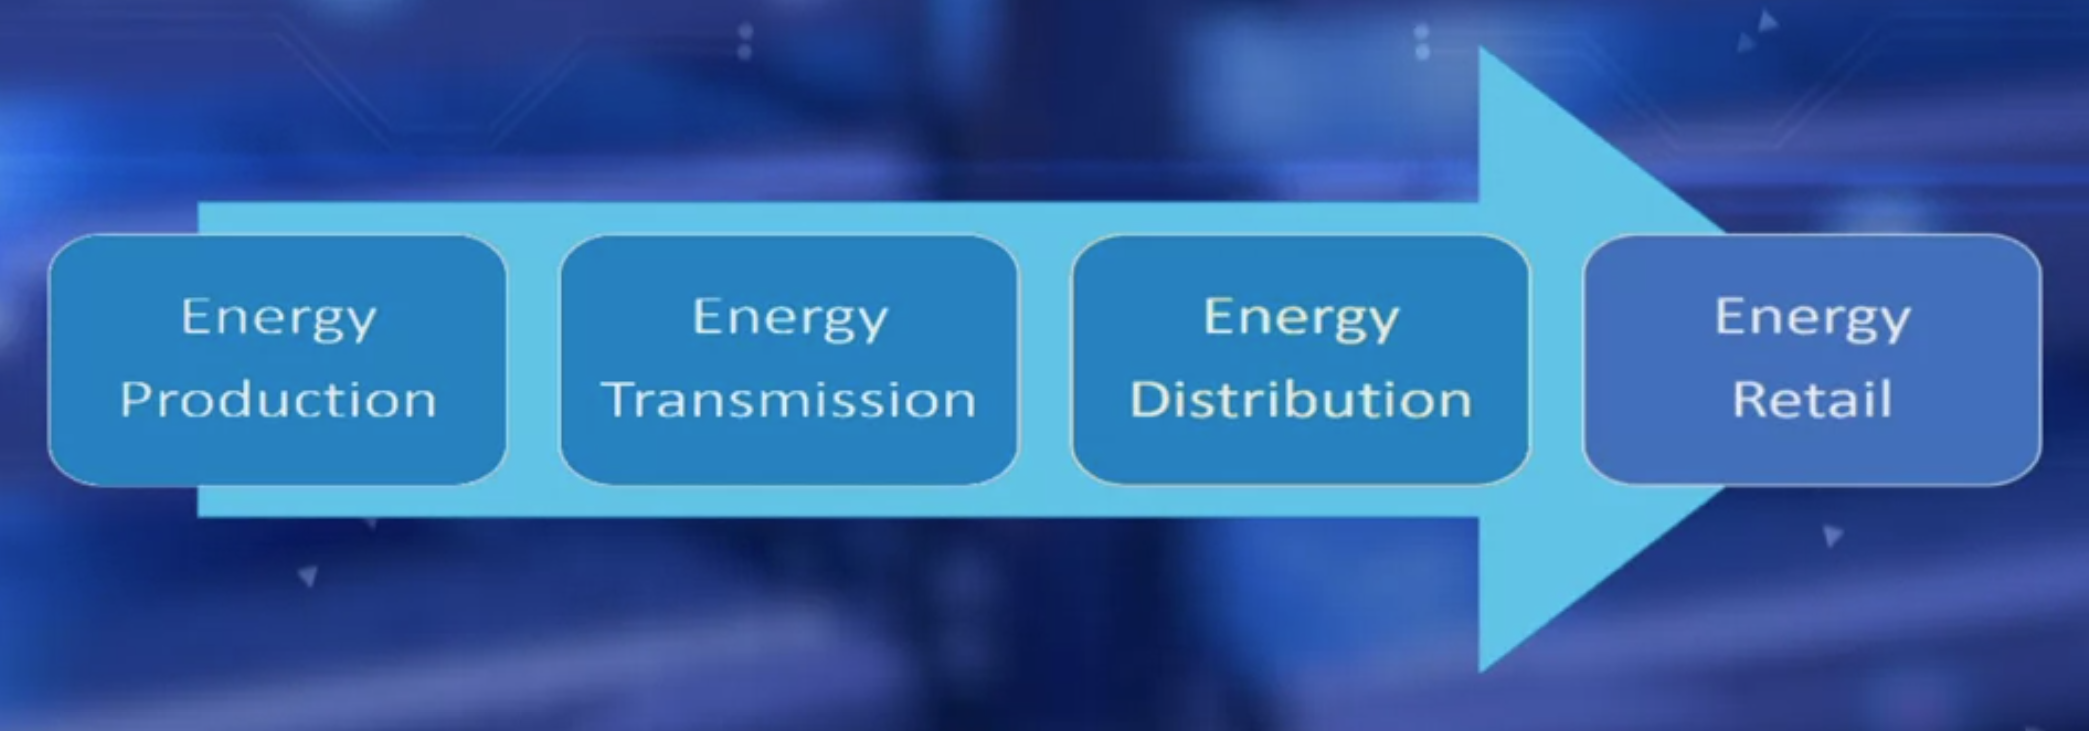 Energy
Production
Energy
Transmission
Energy
Distribution
Energy
Retail